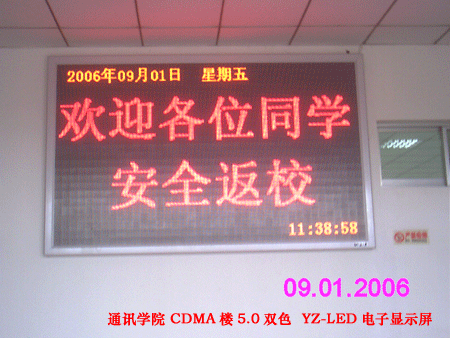 2006年09月01日 星期五
欢迎各位同学
安全返校
11:38:58
09.01.2006
通讯学院 CDMA 楼 5.0 双色 YZ-LED 电子显示屏